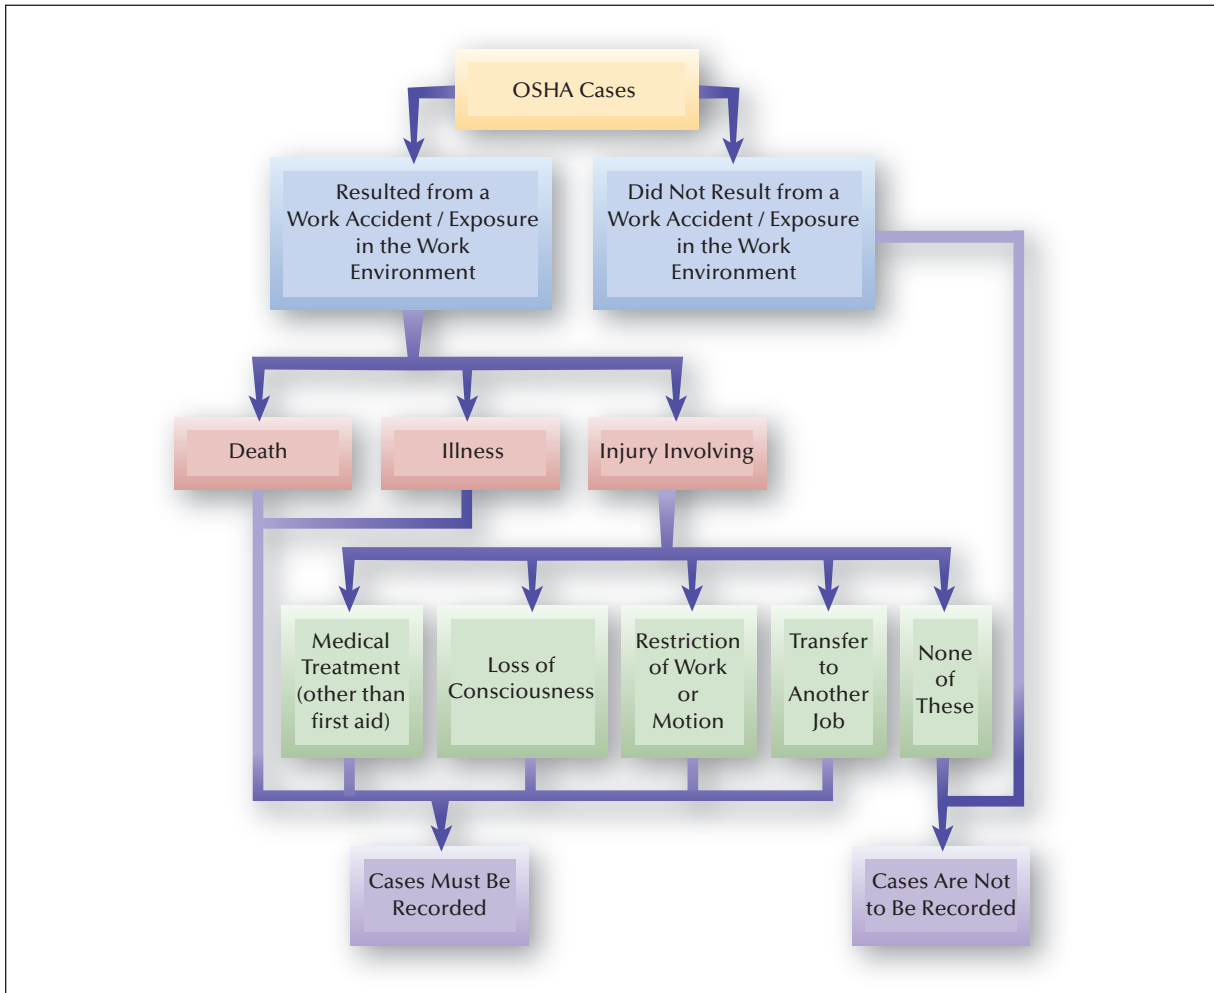 OSHA Cases
Resulted from a
Work Accident / Exposure
in the Work
Environment
Did Not Result from a
Work Accident / Exposure
in the Work
Environment
Death
Illness
Injury Involving
Medical
Treatment
(other than
first aid)
Loss of
Consciousness
Restriction
of Work
or
Motion
Transfer
to
Another
Job
None
of
These
Cases Must Be
Recorded
Cases Are Not
to Be Recorded